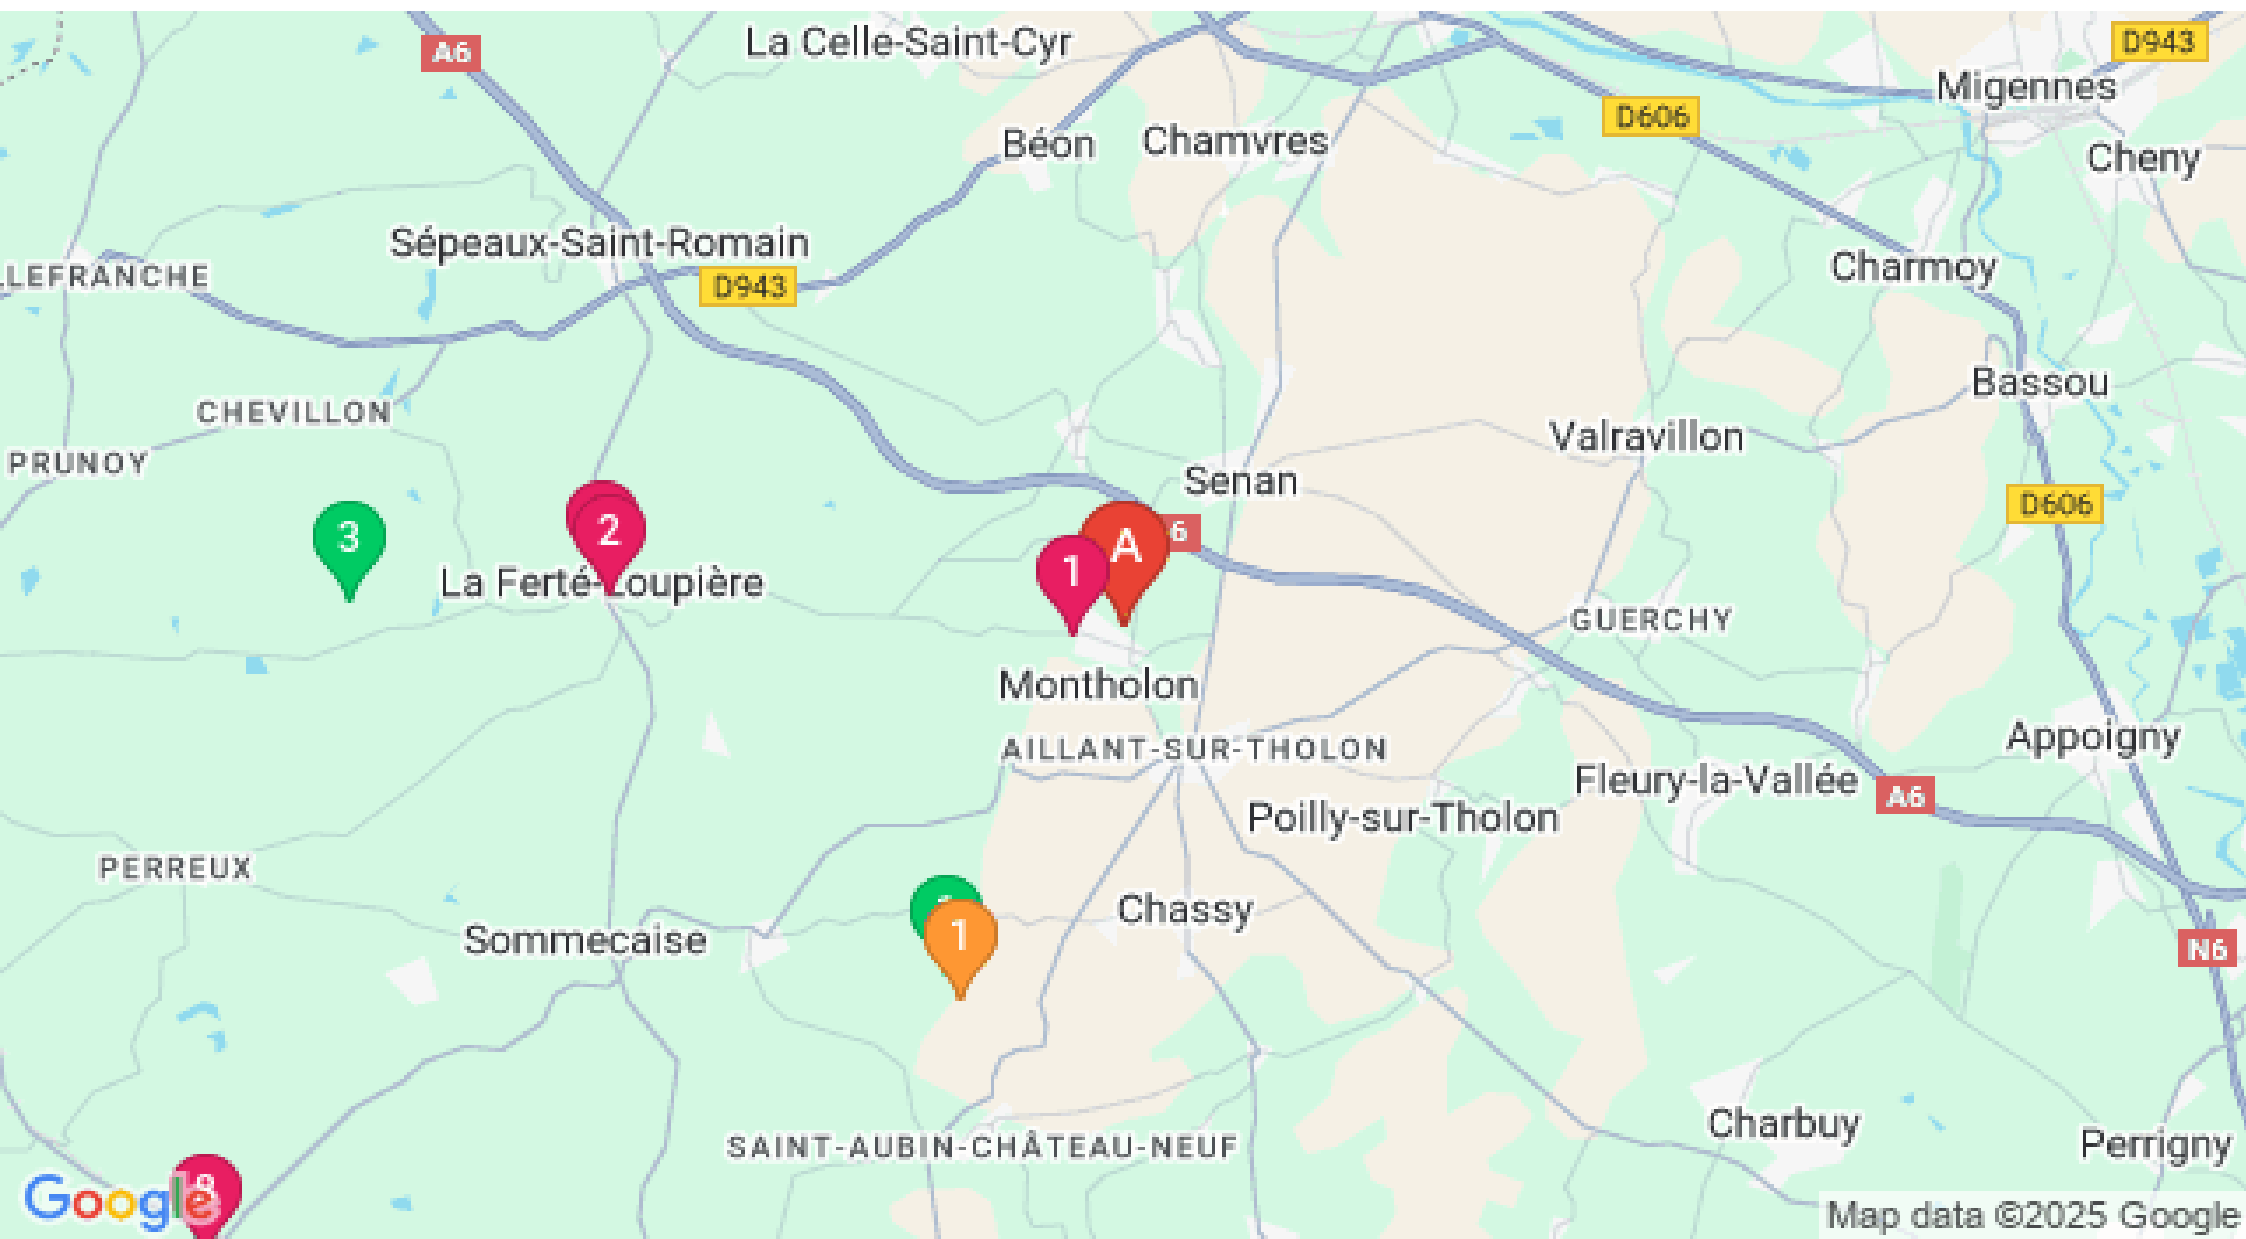 A6
La Celle-Saint-Cyr
D943
Migennes
D606
Béon
Chamvres
Cheny
Sépeaux-Saint-Romain
LLEFRANCHE
D943
Charmoy
Bassou
CHEVILLON
PRUNOY
Valravillon
Senan
D606
3
2
6
A
1
La Ferté-Loupière
GUERCHY
Montholon
AILLANT-SUR-THOLON
Appoigny
Fleury-la-Vallée
A6
Poilly-sur-Tholon
PERREUX
Chassy
1
Sommecaise
N6
Charbuy
SAINT-AUBIN-CHÂTEAU-NEUF
Perrigny
Google
Map data ©2025 Google